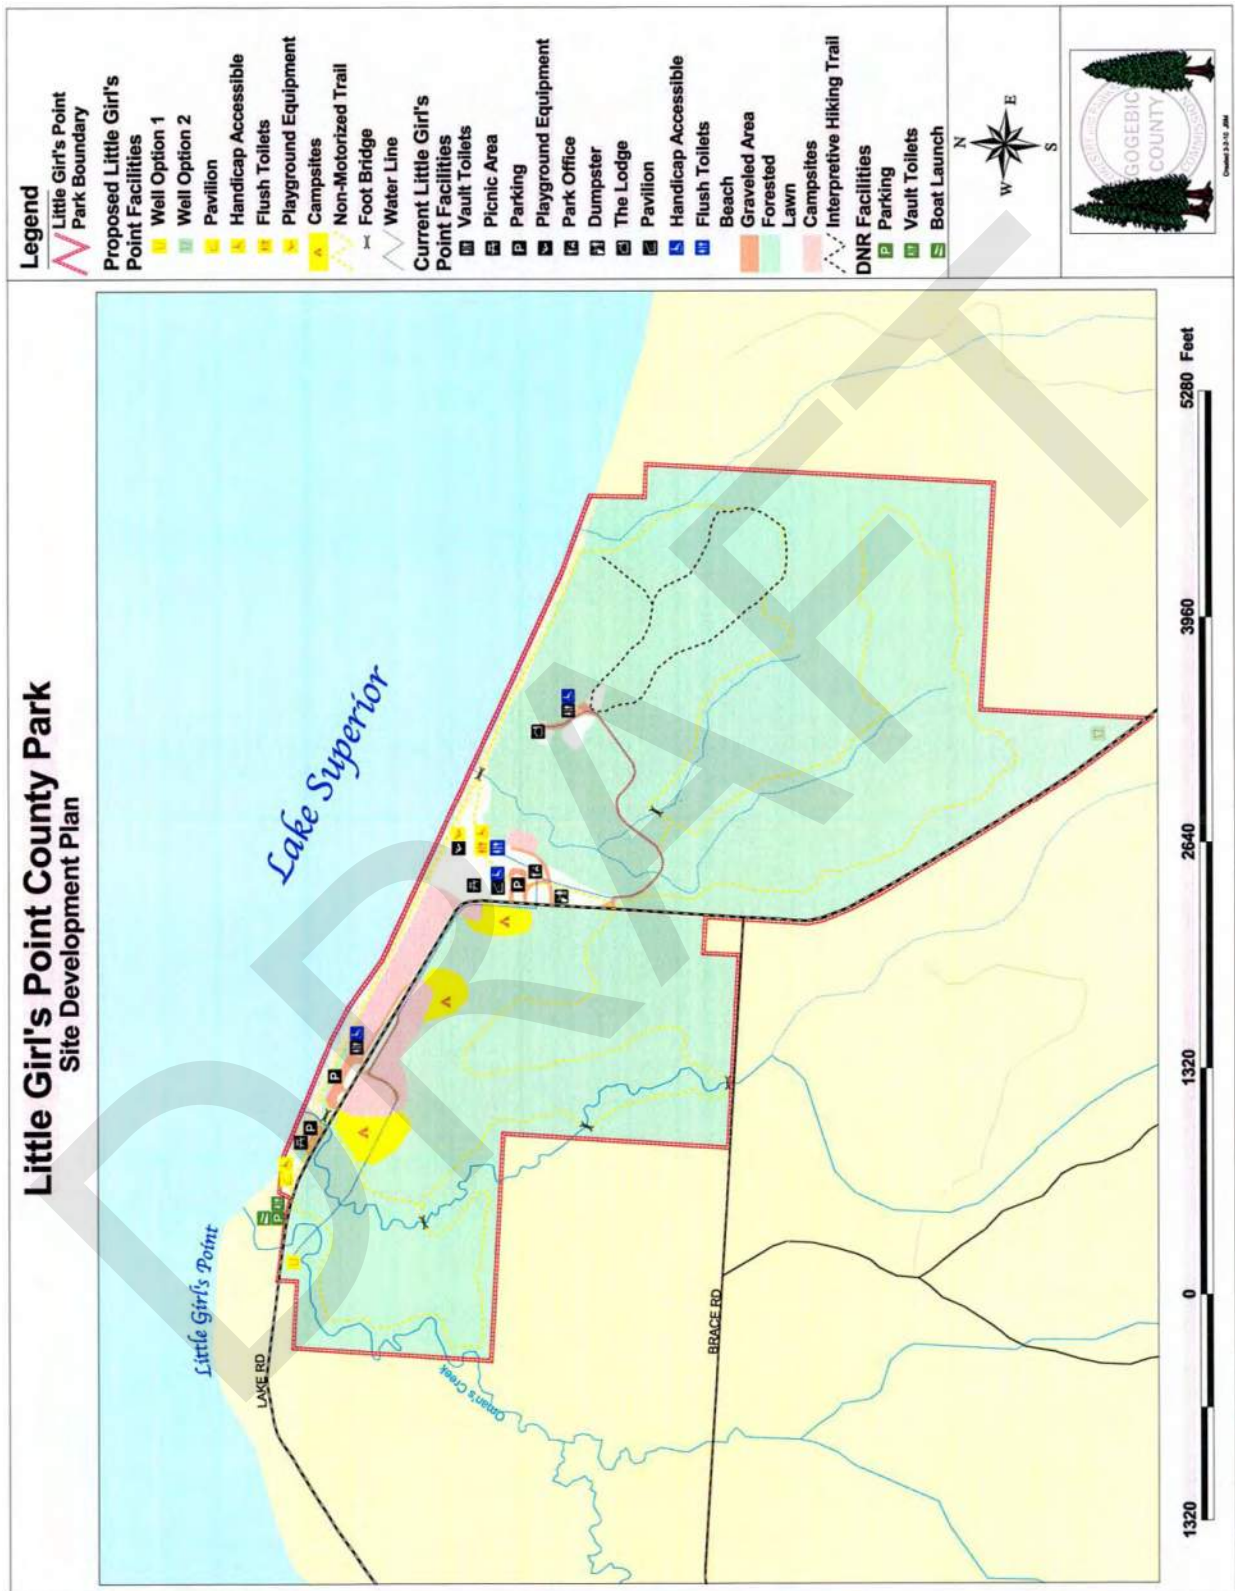 Little Girl's Point County Park
Site Development Plan
Lake Superior
Little Girl's Point
LAKE RD
Oman's Creek
BRACE RD
1320 0 1320 2640 3960 5280 Feet
Legend
Little Girl's Point
Park Boundary
Proposed Little Girl's
Point Facilities
Well Option 1
Well Option 2
Pavilion
Handicap Accessible
Flush Toilets
Playground Equipment
Campsites
Non-Motorized Trail
Foot Bridge
Water Line
Current Little Girl's
Point Facilities
Vault Toilets
Picnic Area
Parking
Playground Equipment
Park Office
Dumpster
The Lodge
Pavilion
Handicap Accessible
Flush Toilets
Beach
Graveled Area
Forested
Lawn
Campsites
Interpretive Hiking Trail
DNR Facilities
Parking
Vault Toilets
Boat Launch
N
W E
S
GOGEBIC
COUNTY
DRAFT